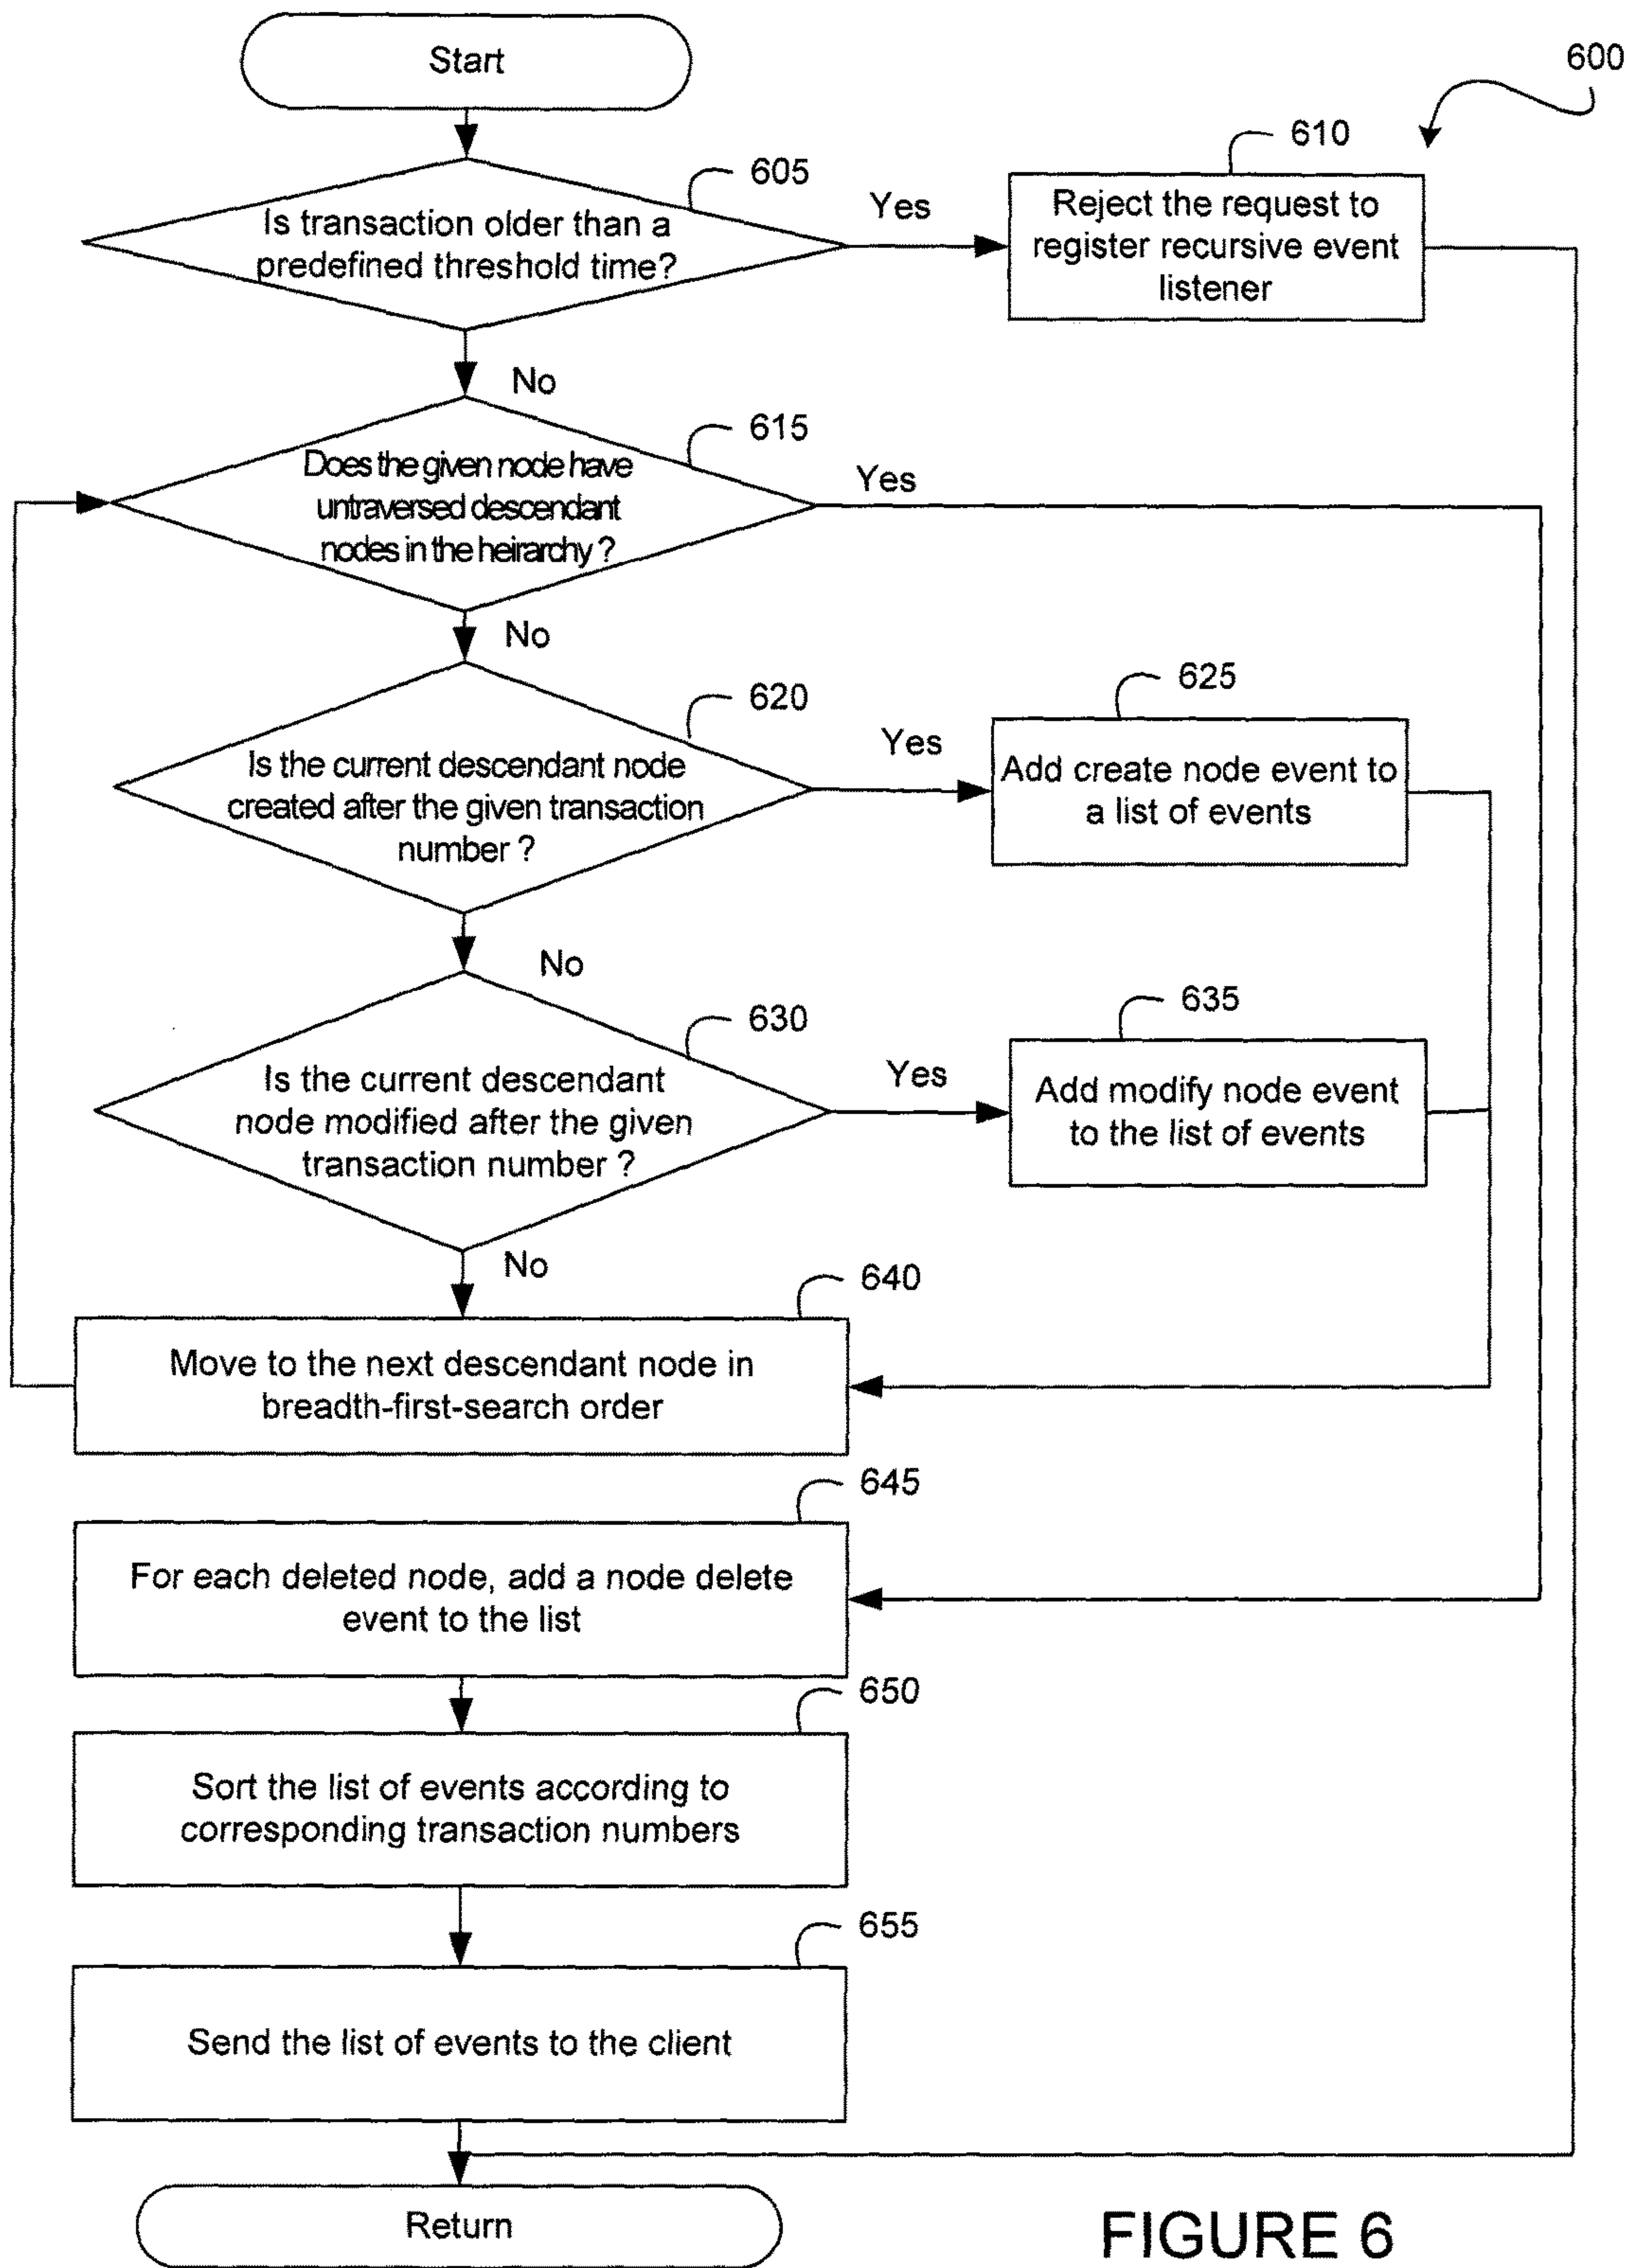 Start
600
605
Is transaction older than a
predefined threshold time?
Yes
610
Reject the request to
register recursive event
listener
No
615
Does the given node have
untraversed descendant
nodes in the heirarchy ?
Yes
No
620
Is the current descendant node
created after the given transaction
number ?
Yes
625
Add create node event to
a list of events
No
630
Is the current descendant
node modified after the given
transaction number ?
Yes
635
Add modify node event
to the list of events
No
640
Move to the next descendant node in
breadth-first-search order
645
For each deleted node, add a node delete
event to the list
650
Sort the list of events according to
corresponding transaction numbers
655
Send the list of events to the client
Return
FIGURE 6